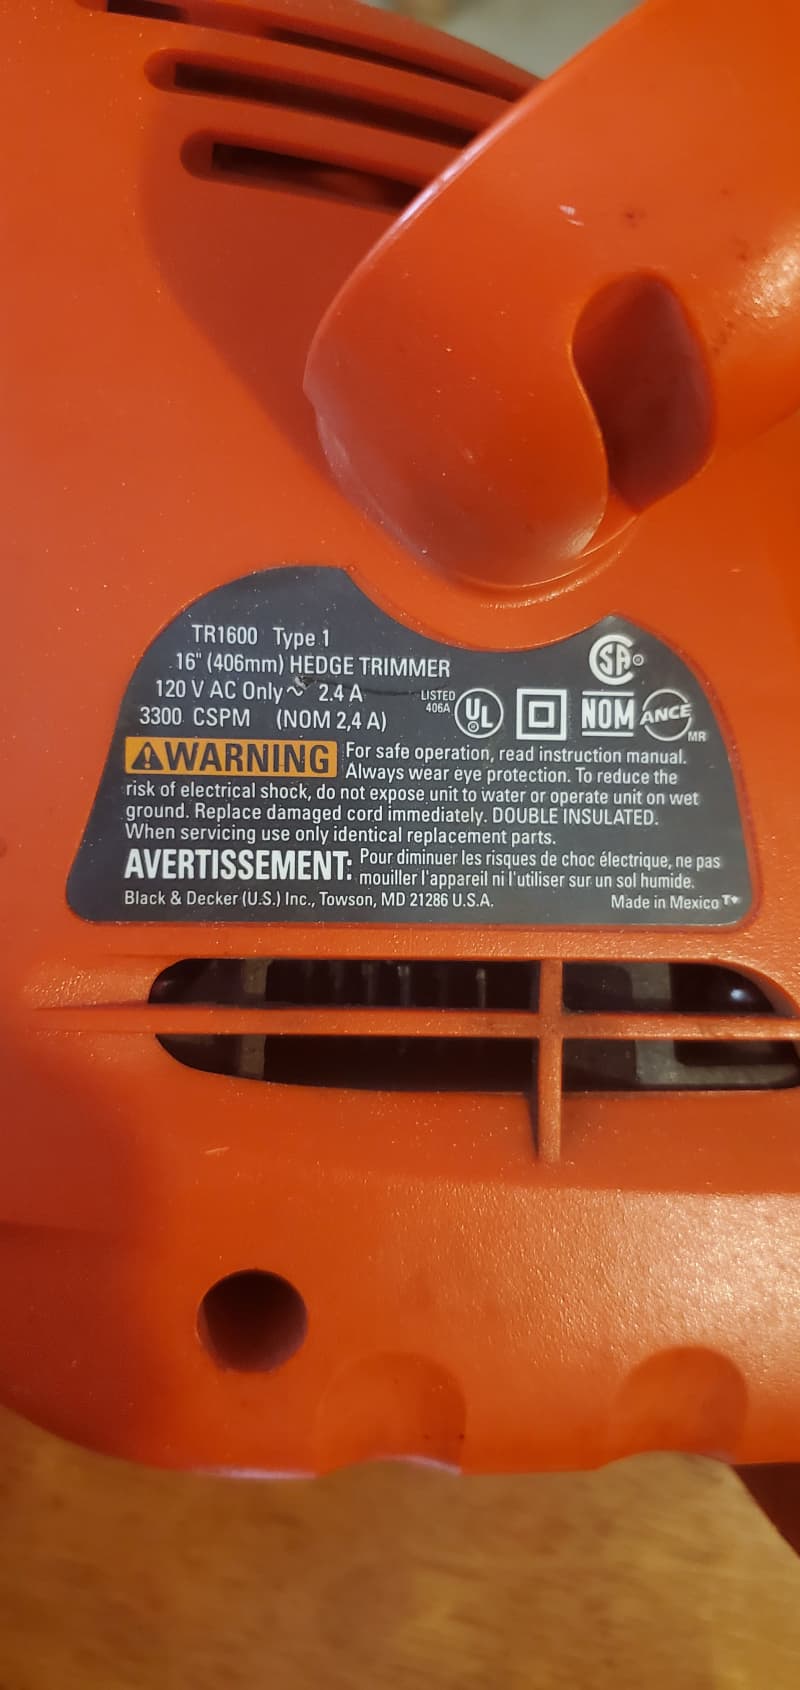 TR1600 Type 1
16" (406mm) HEDGE TRIMMER
120 V AC Only ~ 2.4 A
3300 CSPM (NOM 2,4 A)
LISTED
406A
UL
SA
NOM
ANCE
MR
WARNING For safe operation, read instruction manual.
Always wear eye protection. To reduce the
risk of electrical shock, do not expose unit to water or operate unit on wet
ground. Replace damaged cord immediately. DOUBLE INSULATED.
When servicing use only identical replacement parts.
AVERTISSEMENT: Pour diminuer les risques de choc électrique, ne pas
mouiller l'appareil ni l'utiliser sur un sol humide.
Black & Decker (U.S.) Inc., Towson, MD 21286 U.S.A. Made in Mexico